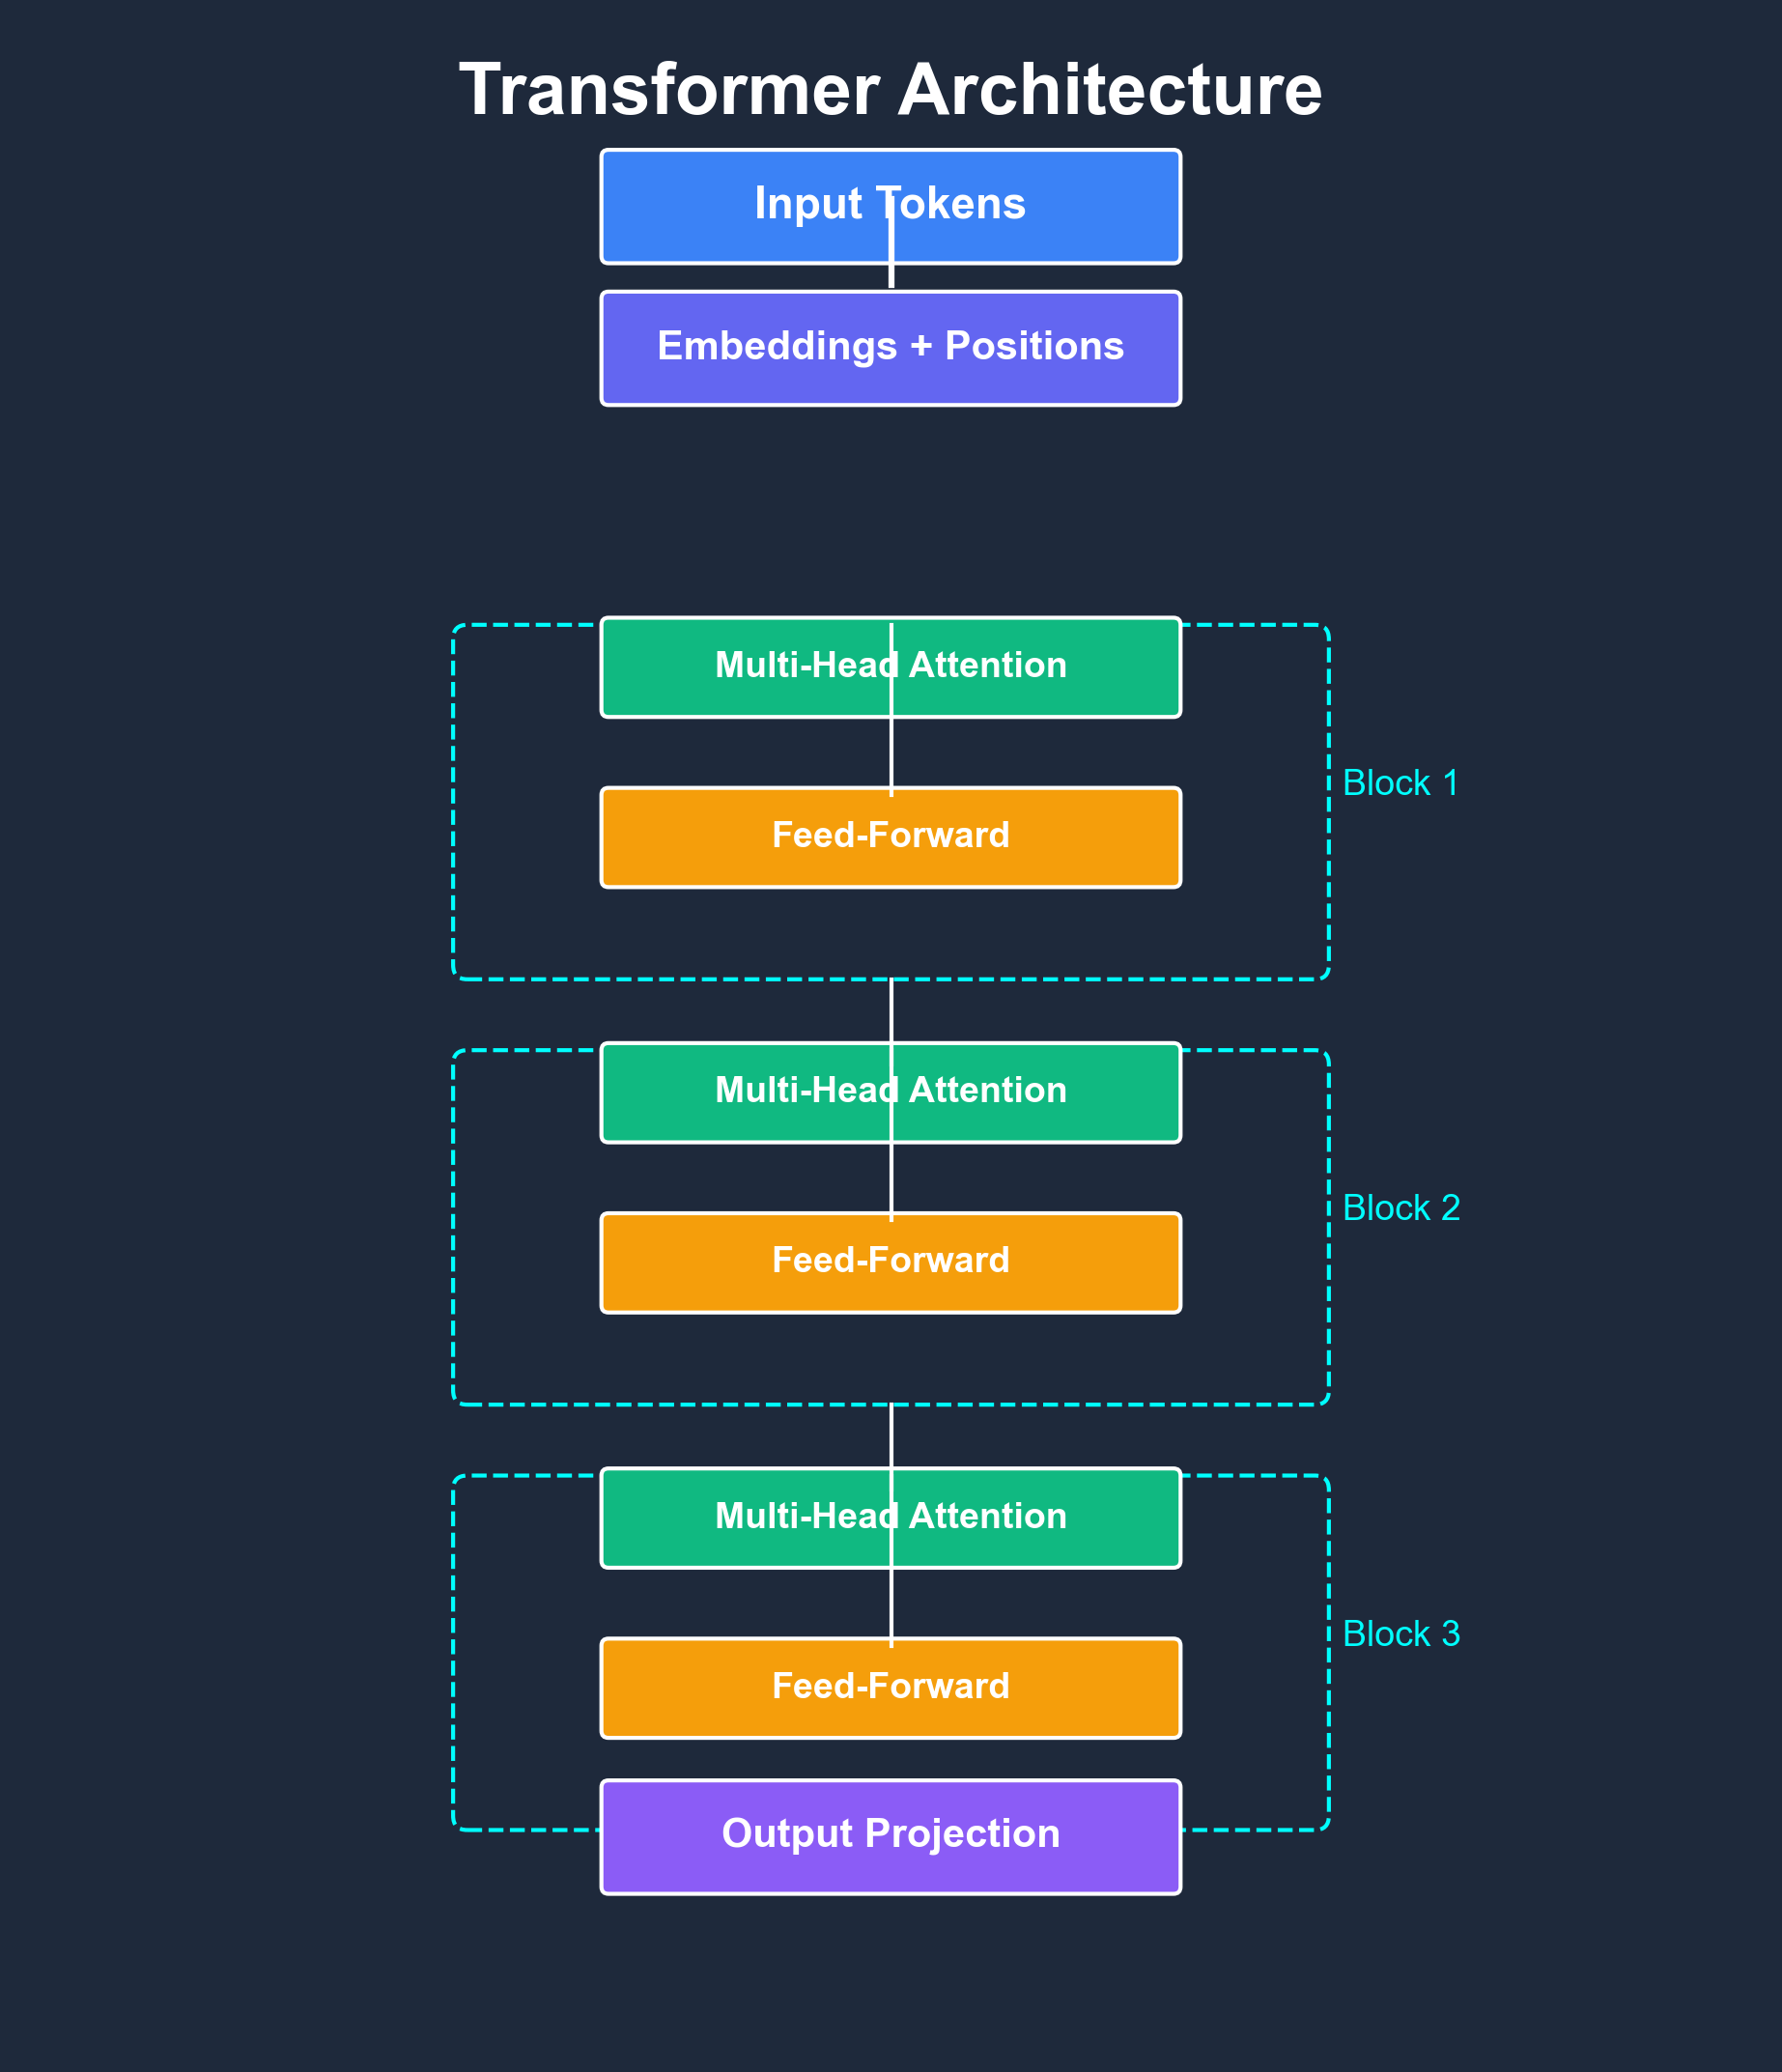 Transformer Architecture
Input Tokens
Embeddings + Positions
Multi-Head Attention
Block 1
Feed-Forward
Multi-Head Attention
Block 2
Feed-Forward
Multi-Head Attention
Block 3
Feed-Forward
Output Projection